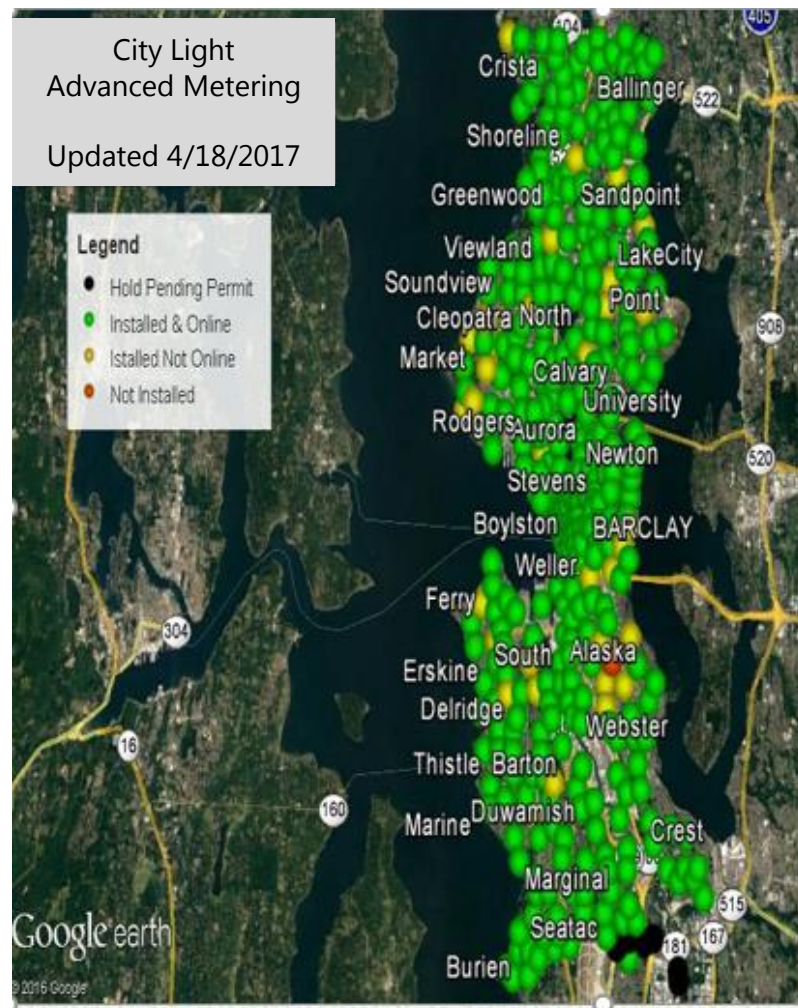 City Light
Advanced Metering
Updated 4/18/2017
Legend
Hold Pending Permit
Installed & Online
Istalled Not Online
Not Installed
405
Crista
Ballinger
522
Shoreline
Greenwood
Sandpoint
Viewland
LakeCity
Soundview
Point
Cleopatra
North
908
Market
Calvary
University
Rodgers
Aurora
Newton
520
Stevens
Boylston
BARCLAY
Weller
Ferry
304
South
Alaska
Erskine
Delridge
Webster
16
Thistle
Barton
160
Duwamish
Marine
Crest
Marginal
515
Seatac
181
167
Google earth
Burien
© 2016 Google